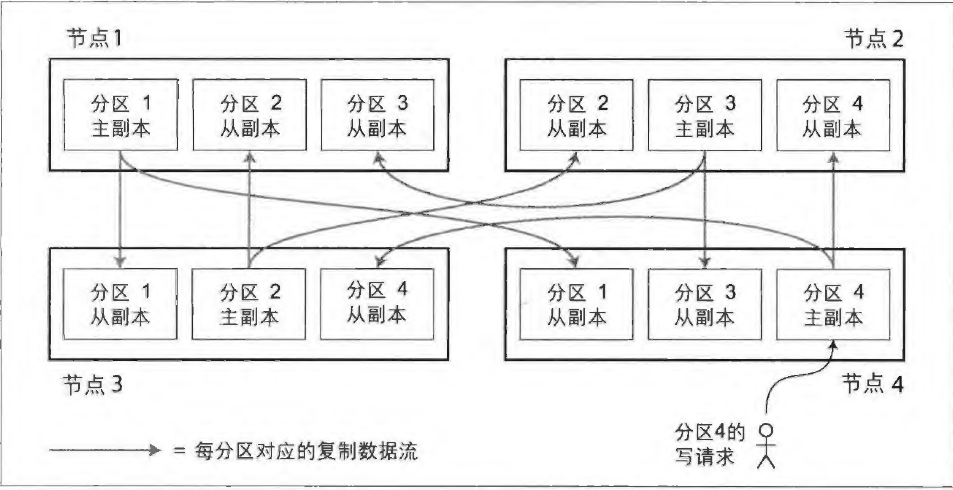 节点1
节点 2
分区 1
主副本
分区 2
从副本
分区 3
从副本
分区 2
从副本
分区 3
主副本
分区 4
从副本
分区 1
从副本
分区 2
主副本
分区 4
从副本
分区 1
从副本
分区 3
从副本
分区 4
主副本
节点 3
节点 4
= 每分区对应的复制数据流
分区4的
写请求